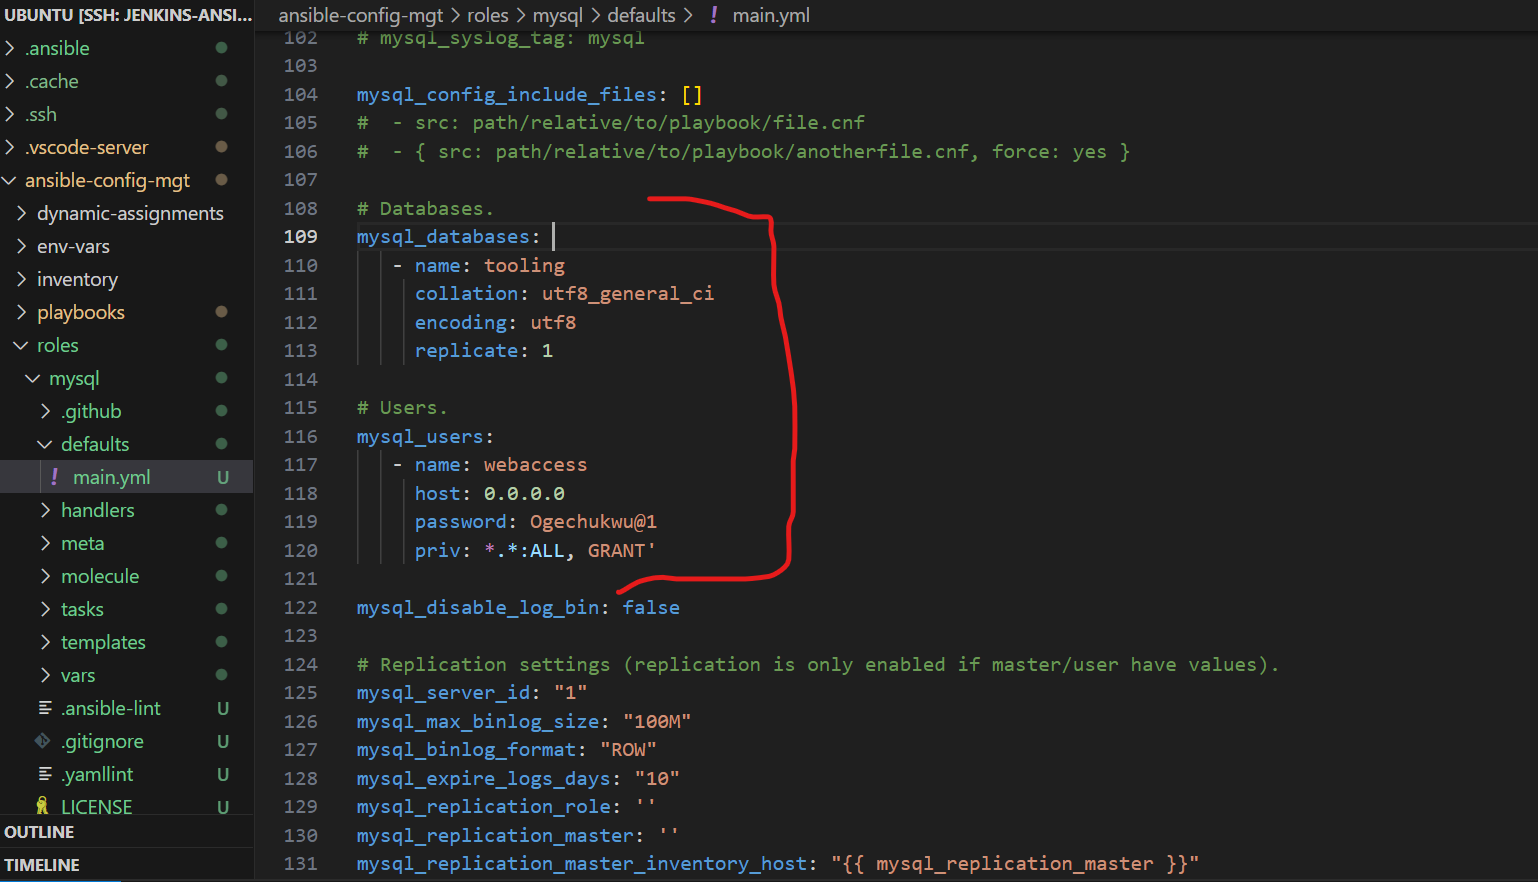 UBUNTU [SSH: JENKINS-ANSI...
.ansible
.cache
.ssh
.vscode-server
ansible-config-mgt
dynamic-assignments
env-vars
inventory
playbooks
roles
mysql
.github
defaults
! main.yml U
handlers
meta
molecule
tasks
templates
vars
.ansible-lint U
.gitignore U
.yamllint U
LICENSE U
OUTLINE
TIMELINE
ansible-config-mgt > roles > mysql > defaults > ! main.yml
102 # mysql_syslog_tag: mysql
103
104 mysql_config_include_files: []
105 #  - src: path/relative/to/playbook/file.cnf
106 #  - { src: path/relative/to/playbook/anotherfile.cnf, force: yes }
107
108 # Databases.
109 mysql_databases:
110    - name: tooling
111      collation: utf8_general_ci
112      encoding: utf8
113      replicate: 1
114
115 # Users.
116 mysql_users:
117    - name: webaccess
118      host: 0.0.0.0
119      password: Ogechukwu@1
120      priv: *.*:ALL, GRANT'
121
122 mysql_disable_log_bin: false
123
124 # Replication settings (replication is only enabled if master/user have values).
125 mysql_server_id: "1"
126 mysql_max_binlog_size: "100M"
127 mysql_binlog_format: "ROW"
128 mysql_expire_logs_days: "10"
129 mysql_replication_role: ''
130 mysql_replication_master: ''
131 mysql_replication_master_inventory_host: "{{ mysql_replication_master }}"